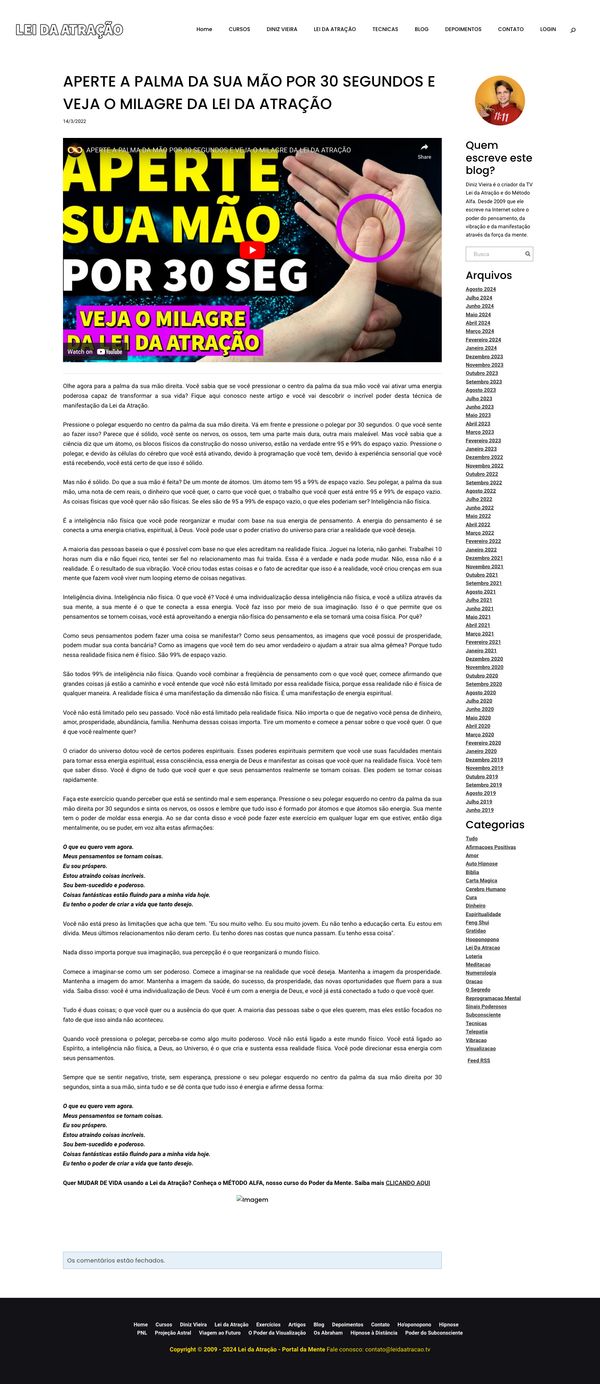 LEI DA ATRAÇÃO
Home CURSOS DINIZ VIEIRA LEI DA ATRAÇÃO TECNICAS BLOG DEPOIMENTOS CONTATO LOGIN
APERTE A PALMA DA SUA MÃO POR 30 SEGUNDOS E
VEJA O MILAGRE DA LEI DA ATRAÇÃO
14/3/2022
APERTE A PALMA DA MÃO POR 30 SEGUNDOS E VEJA O MILAGRE DA LEI DA ATRAÇÃO
Share
APERTE
SUA MÃO
POR 30 SEG
VEJA O MILAGRE
DA LEI DA ATRAÇÃO
Watch on YouTube
Olhe agora para a palma da sua mão direita. Você sabia que se você pressionar o centro da palma da sua mão você vai ativar uma energia
poderosa capaz de transformar a sua vida? Fique aqui conosco neste artigo e você vai descobrir o incrível poder desta técnica de
manifestação da Lei da Atração.
Pressione o polegar esquerdo no centro da palma da sua mão direita. Vá em frente e pressione o polegar por 30 segundos. O que você sente
ao fazer isso? Parece que é sólido, você sente os nervos, os ossos, tem uma parte mais dura, outra mais maleável. Mas você sabia que a
ciência diz que um átomo, os blocos físicos da construção do nosso universo, estão na verdade entre 95 e 99% do espaço vazio. Pressione o
polegar, e devido às células do cérebro que você está ativando, devido à programação que você tem, devido à experiência sensorial que você
está recebendo, você está certo de que isso é sólido.
Mas não é sólido. Do que a sua mão é feita? De um monte de átomos. Um átomo tem 95 a 99% de espaço vazio. Seu polegar, a palma da sua
mão, uma nota de cem reais, o dinheiro que você quer, o carro que você quer, o trabalho que você quer está entre 95 e 99% de espaço vazio.
As coisas físicas que você quer não são físicas. Se eles são de 95 a 99% de espaço vazio, o que eles poderiam ser? Inteligência não física.
É a inteligência não física que você pode reorganizar e mudar com base na sua energia de pensamento. A energia do pensamento é se
conecta a uma energia criativa, espiritual, à Deus. Você pode usar o poder criativo do universo para criar a realidade que você deseja.
A maioria das pessoas baseia o que é possível com base no que eles acreditam na realidade física. Joguei na loteria, não ganhei. Trabalhei 10
horas num dia e não fiquei rico, tentei ser fiel no relacionamento mas fui traída. Essa é a verdade e nada pode mudar. Não, essa não é a
realidade. É o resultado de sua vibração. Você criou todas estas coisas e o fato de acreditar que isso é a realidade, você criou crenças em sua
mente que fazem você viver num looping eterno de coisas negativas.
Inteligência divina. Inteligência não física. O que você é? Você é uma individualização dessa inteligência não física, e você a utiliza através da
sua mente, a sua mente é o que te conecta a essa energia. Você faz isso por meio de sua imaginação. Isso é o que permite que os
pensamentos se tornem coisas, você está aproveitando a energia não-física do pensamento e ela se tornará uma coisa física. Por quê?
Como seus pensamentos podem fazer uma coisa se manifestar? Como seus pensamentos, as imagens que você possui de prosperidade,
podem mudar sua conta bancária? Como as imagens que você tem do seu amor verdadeiro o ajudam a atrair sua alma gêmea? Porque tudo
nessa realidade física nem é físico. São 99% de espaço vazio.
São todos 99% de inteligência não física. Quando você combinar a freqüência de pensamento com o que você quer, comece afirmando que
grandes coisas já estão a caminho e você entende que você não está limitado por essa realidade física, porque essa realidade não é física de
qualquer maneira. A realidade física é uma manifestação da dimensão não física. É uma manifestação de energia espiritual.
Você não está limitado pelo seu passado. Você não está limitado pela realidade física. Não importa o que de negativo você pensa de dinheiro,
amor, prosperidade, abundância, família. Nenhuma dessas coisas importa. Tire um momento e comece a pensar sobre o que você quer. O que
é que você realmente quer?
O criador do universo dotou você de certos poderes espirituais. Esses poderes espirituais permitem que você use suas faculdades mentais
para tomar essa energia espiritual, essa consciência, essa energia de Deus e manifestar as coisas que você quer na realidade física. Você tem
que saber disso. Você é digno de tudo que você quer e que seus pensamentos realmente se tornam coisas. Eles podem se tornar coisas
rapidamente.
Faça este exercício quando perceber que está se sentindo mal e sem esperança. Pressione o seu polegar esquerdo no centro da palma da sua
mão direita por 30 segundos e sinta os nervos, os ossos e lembre que tudo isso é formado por átomos e que átomos são energia. Sua mente
tem o poder de moldar essa energia. Ao se dar conta disso e você pode fazer este exercício em qualquer lugar em que estiver, então diga
mentalmente, ou se puder, em voz alta estas afirmações:
O que eu quero vem agora.
Meus pensamentos se tornam coisas.
Eu sou próspero.
Estou atraindo coisas incríveis.
Sou bem-sucedido e poderoso.
Coisas fantásticas estão fluindo para a minha vida hoje.
Eu tenho o poder de criar a vida que tanto desejo.
Você não está preso às limitações que acha que tem. "Eu sou muito velho. Eu sou muito jovem. Eu não tenho a educação certa. Eu estou em
dívida. Meus últimos relacionamentos não deram certo. Eu tenho dores nas costas que nunca passam. Eu tenho essa coisa".
Nada disso importa porque sua imaginação, sua percepção é o que reorganizará o mundo físico.
Comece a imaginar-se como um ser poderoso. Comece a imaginar-se na realidade que você deseja. Mantenha a imagem da prosperidade.
Mantenha a imagem do amor. Mantenha a imagem da saúde, do sucesso, da prosperidade, das novas oportunidades que fluem para a sua
vida. Saiba disso: você é uma individualização de Deus. Você é um com a energia de Deus, e você já está conectado a tudo o que você quer.
Tudo é duas coisas; o que você quer ou a ausência do que quer. A maioria das pessoas sabe o que eles querem, mas eles estão focados no
fato de que isso ainda não aconteceu.
Quando você pressiona o polegar, perceba-se como algo muito poderoso. Você não está ligado a este mundo físico. Você está ligado ao
Espírito, a inteligência não física, a Deus, ao Universo, é o que cria e sustenta essa realidade física. Você pode direcionar essa energia com
seus pensamentos.
Sempre que se sentir negativo, triste, sem esperança, pressione o seu polegar esquerdo no centro da palma da sua mão direita por 30
segundos, sinta a sua mão, sinta tudo e se dê conta que tudo isso é energia e afirme dessa forma:
O que eu quero vem agora.
Meus pensamentos se tornam coisas.
Eu sou próspero.
Estou atraindo coisas incríveis.
Sou bem-sucedido e poderoso.
Coisas fantásticas estão fluindo para a minha vida hoje.
Eu tenho o poder de criar a vida que tanto desejo.
Quer MUDAR DE VIDA usando a Lei da Atração? Conheça o MÉTODO ALFA, nosso curso do Poder da Mente. Saiba mais CLICANDO AQUI
Imagem
Os comentários estão fechados.
11:11
Quem
escreve este
blog?
Diniz Vieira é o criador da TV
Lei da Atração e do Método
Alfa. Desde 2009 que ele
escreve na Internet sobre o
poder do pensamento, da
vibração e da manifestação
através da força da mente.
Busca
Arquivos
Agosto 2024
Julho 2024
Junho 2024
Maio 2024
Abril 2024
Março 2024
Fevereiro 2024
Janeiro 2024
Dezembro 2023
Novembro 2023
Outubro 2023
Setembro 2023
Agosto 2023
Julho 2023
Junho 2023
Maio 2023
Abril 2023
Março 2023
Fevereiro 2023
Janeiro 2023
Dezembro 2022
Novembro 2022
Outubro 2022
Setembro 2022
Agosto 2022
Julho 2022
Junho 2022
Maio 2022
Abril 2022
Março 2022
Fevereiro 2022
Janeiro 2022
Dezembro 2021
Novembro 2021
Outubro 2021
Setembro 2021
Agosto 2021
Julho 2021
Junho 2021
Maio 2021
Abril 2021
Março 2021
Fevereiro 2021
Janeiro 2021
Dezembro 2020
Novembro 2020
Outubro 2020
Setembro 2020
Agosto 2020
Julho 2020
Junho 2020
Maio 2020
Abril 2020
Março 2020
Fevereiro 2020
Janeiro 2020
Dezembro 2019
Novembro 2019
Outubro 2019
Setembro 2019
Agosto 2019
Julho 2019
Junho 2019
Categorias
Tudo
Afirmacoes Positivas
Amor
Auto Hipnose
Biblia
Carta Magica
Cerebro Humano
Cura
Dinheiro
Espiritualidade
Feng Shui
Gratidao
Hooponopono
Lei Da Atracao
Loteria
Meditacao
Numerologia
Oracao
O Segredo
Reprogramacao Mental
Sinais Poderosos
Subconsciente
Tecnicas
Telepatia
Vibracao
Visualizacao
Feed RSS
Home Cursos Diniz Vieira Lei da Atração Exercícios Artigos Blog Depoimentos Contato Ho'oponopono Hipnose
PNL Projeção Astral Viagem ao Futuro O Poder da Visualização Os Abraham Hipnose à Distância Poder do Subconsciente
Copyright © 2009 - 2024 Lei da Atração - Portal da Mente Fale conosco: contato@leidaatracao.tv